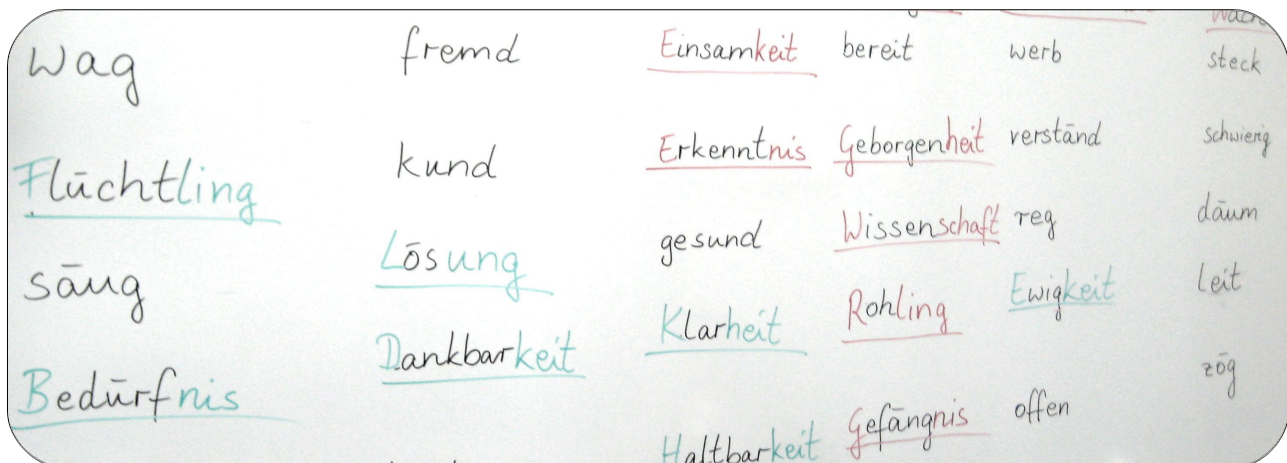 wag
Flüchtling
säug
Bedürfnis
fremd
kund
Lösung
Dankbarkeit
Einsamkeit
Erkenntnis
gesund
Klarheit
Haltbarkeit
bereit
Geborgenheit
Wissenschaft
Rohling
Gefängnis
werb
verständ
reg
Ewigkeit
offen
steck
schwierig
däum
leit
zög